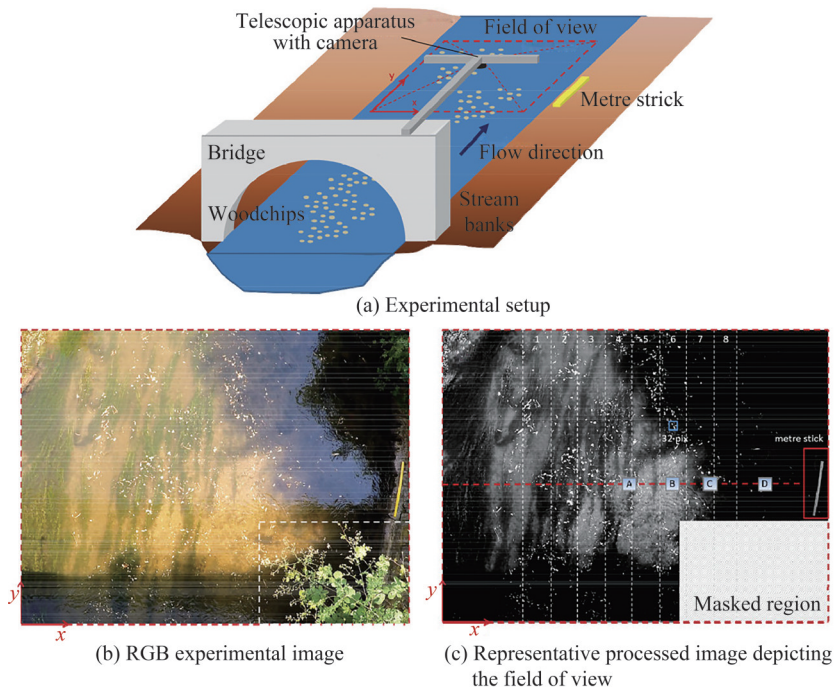 Telescopic apparatus
with camera
Field of view
y
x
Metre strick
Bridge
Flow direction
Woodchips
Stream
banks
(a) Experimental setup
1 2 3 4 5 6 7 8
32 pix
metre stick
A B C D
Masked region
y
x
y
x
(b) RGB experimental image
(c) Representative processed image depicting
the field of view